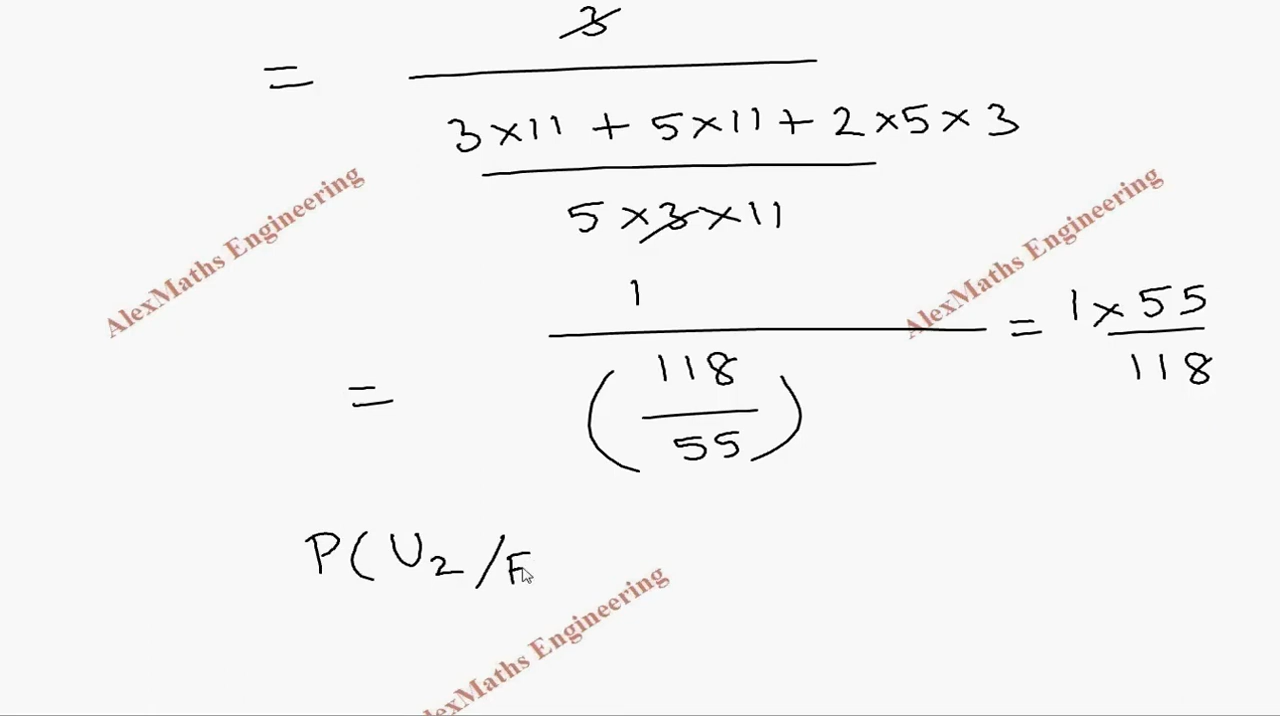 3
=
3×11 + 5×11 + 2×5×3
5×3×11
1
= (118/55) = 1×55/118
P(U₂/E
AlexMaths Engineering
AlexMaths Engineering
lexMaths Engineering